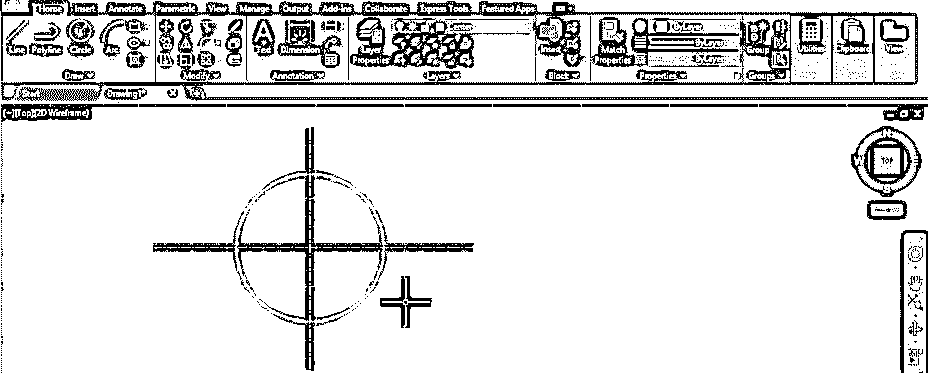 Home Insert Annotate Parametric View Manage Output Add-ins Collaborate Express Tools Featured Apps
Line Polyline Circle Arc Text Dimension Layer Properties Insert Match Properties ByLayer Group Utilities Clipboard View
ByLayer
Draw Modify Annotation Layers Block Properties Groups
Start Drawing1*
[-][Top][2D Wireframe]
N
W TOP
S